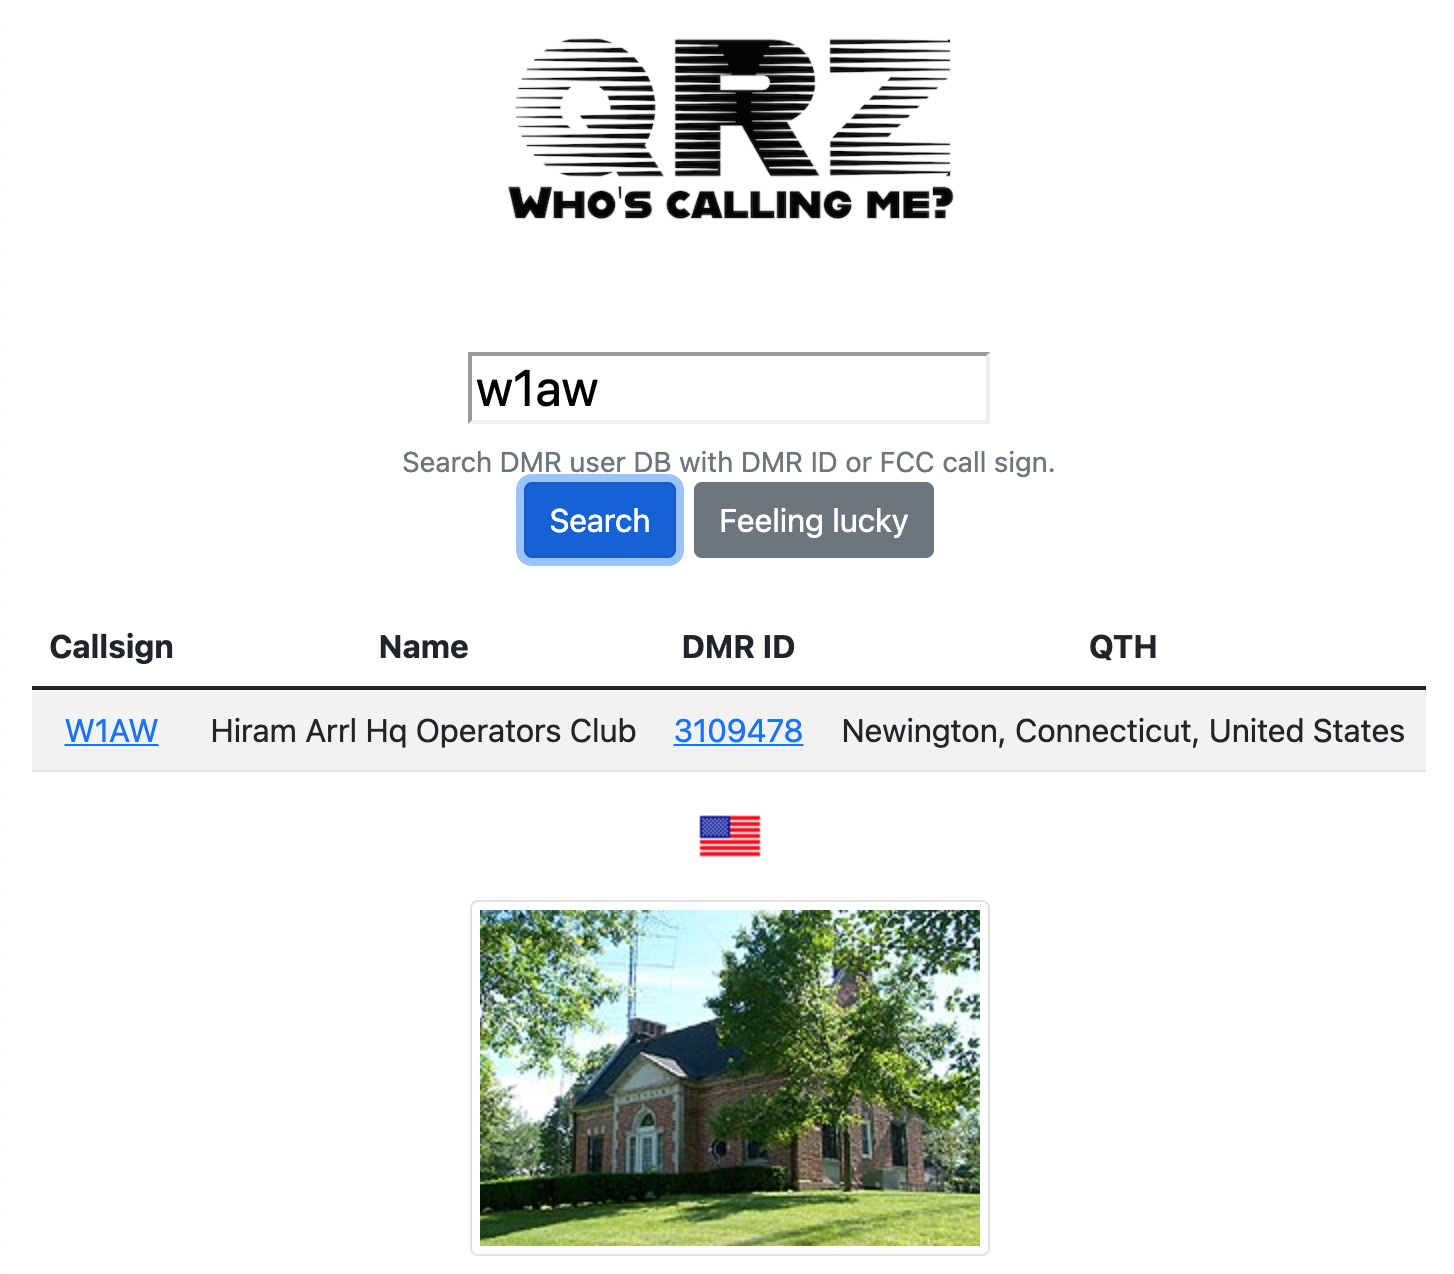 QRZ
WHO'S CALLING ME?
w1aw
Search DMR user DB with DMR ID or FCC call sign.
Search Feeling lucky
Callsign Name DMR ID QTH
W1AW Hiram Arrl Hq Operators Club 3109478 Newington, Connecticut, United States